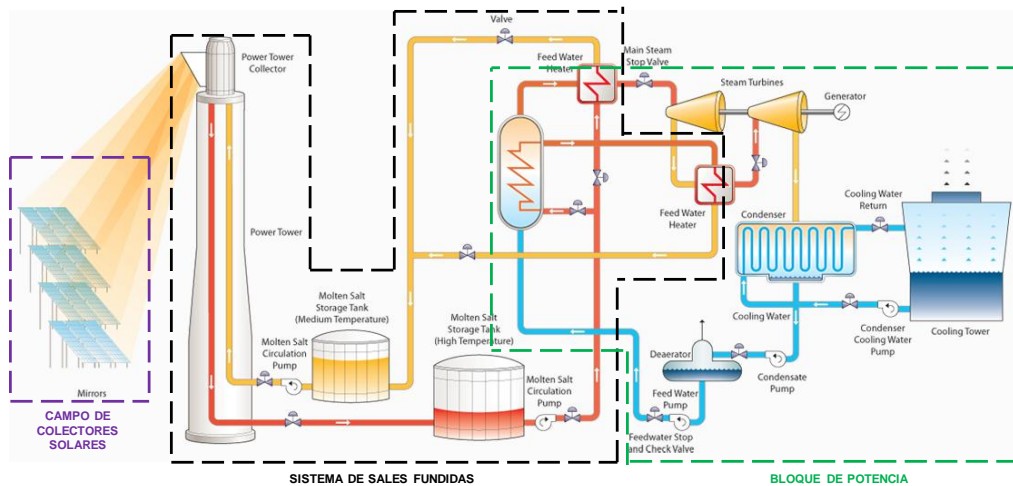 Valve
Power Tower
Collector
Feed Water
Heater
Main Steam
Stop Valve
Steam Turbines
Generator
Cooling Water
Return
Condenser
Feed Water
Heater
Power Tower
Molten Salt
Storage Tank
(Medium Temperature)
Molten Salt
Storage Tank
(High Temperature)
Cooling Water
Condenser
Cooling Water
Pump
Cooling Tower
Molten Salt
Circulation
Pump
Deaerator
Condensate
Pump
Mirrors
Molten Salt
Circulation
Pump
Feed Water
Pump
Feedwater Stop
and Check Valve
CAMPO DE
COLECTORES
SOLARES
SISTEMA DE SALES FUNDIDAS
BLOQUE DE POTENCIA